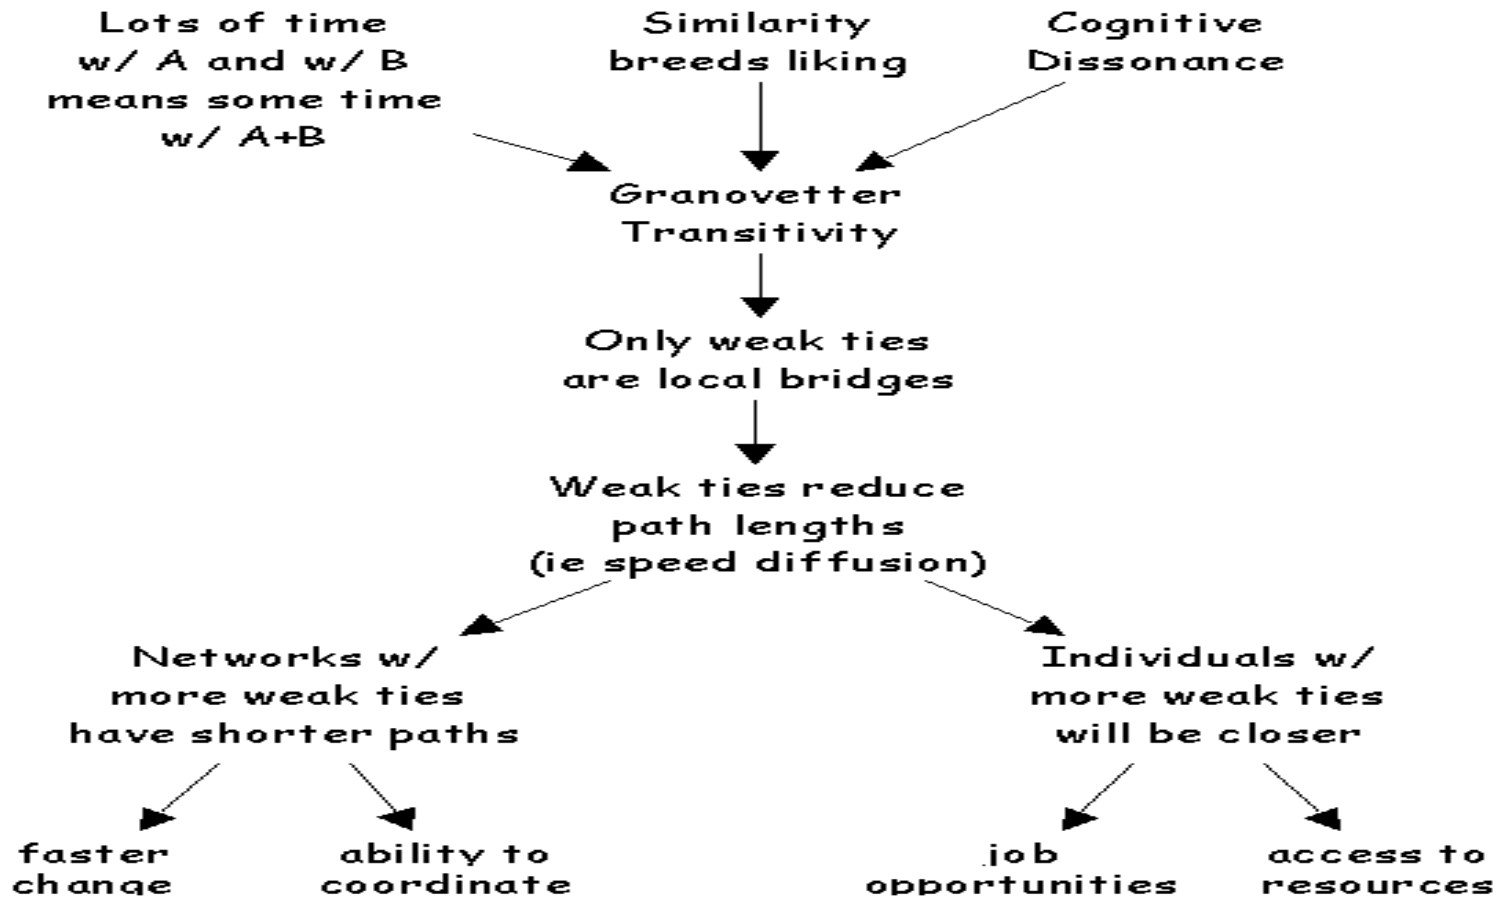 Lots of time
w/ A and w/ B
means some time
w/ A+B
Similarity
breeds liking
Cognitive
Dissonance
Granovetter
Transitivity
Only weak ties
are local bridges
Weak ties reduce
path lengths
(ie speed diffusion)
Networks w/
more weak ties
have shorter paths
Individuals w/
more weak ties
will be closer
faster
change
ability to
coordinate
job
opportunities
access to
resources